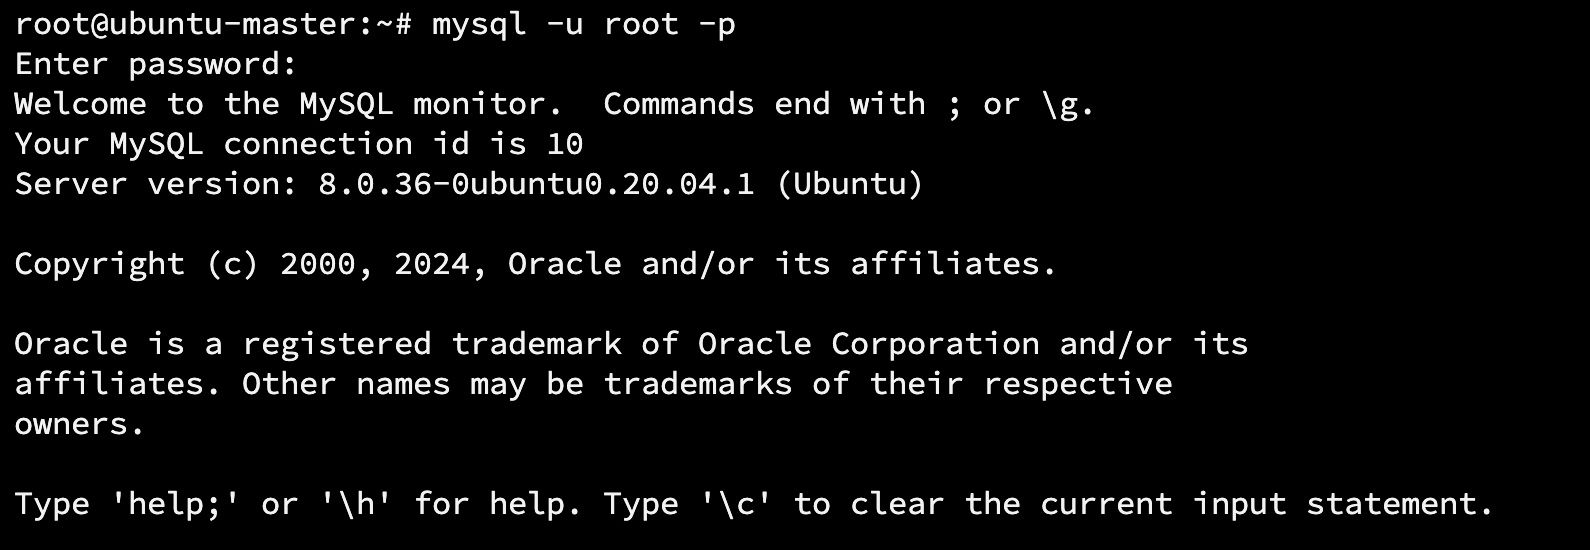 root@ubuntu-master:~# mysql -u root -p
Enter password:
Welcome to the MySQL monitor.  Commands end with ; or \g.
Your MySQL connection id is 10
Server version: 8.0.36-0ubuntu0.20.04.1 (Ubuntu)
Copyright (c) 2000, 2024, Oracle and/or its affiliates.
Oracle is a registered trademark of Oracle Corporation and/or its
affiliates. Other names may be trademarks of their respective
owners.
Type 'help;' or '\h' for help. Type '\c' to clear the current input statement.